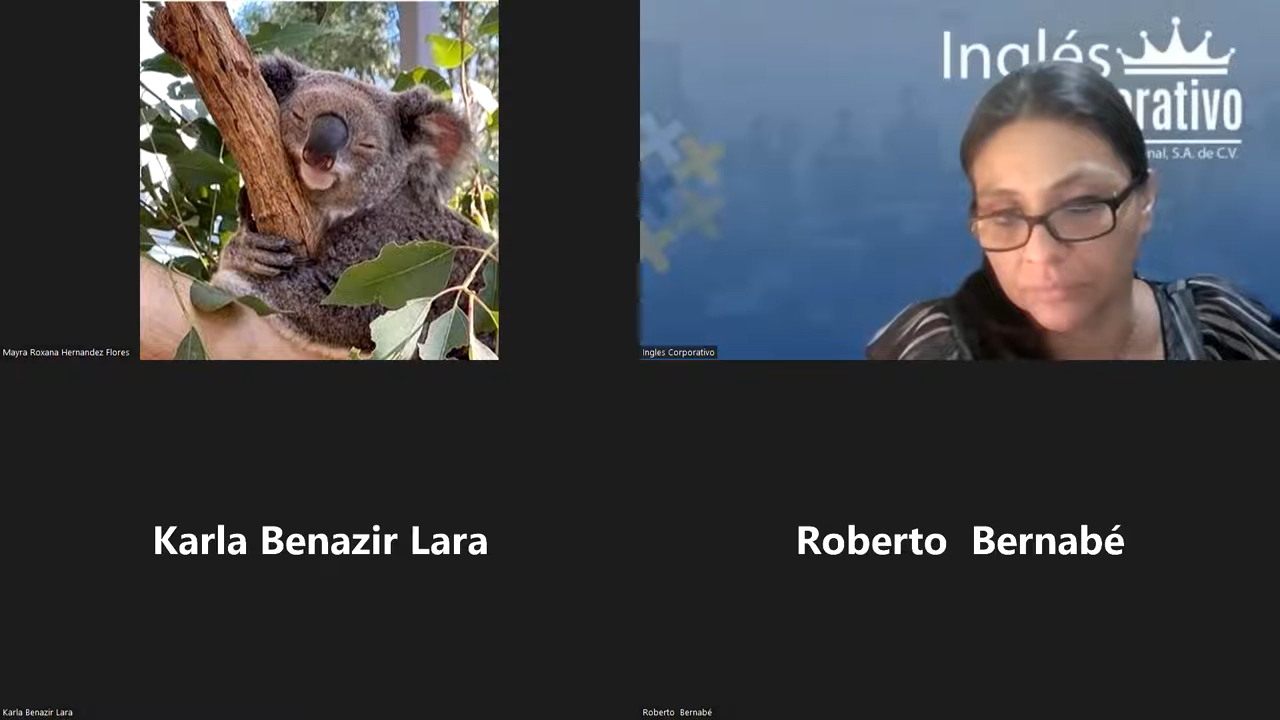 Inglés
orativo
nal, S.A. de C.V.
Mayra Roxana Hernandez Flores
Ingles Corporativo
Karla Benazir Lara
Roberto  Bernabé
Karla Benazir Lara
Roberto  Bernabé